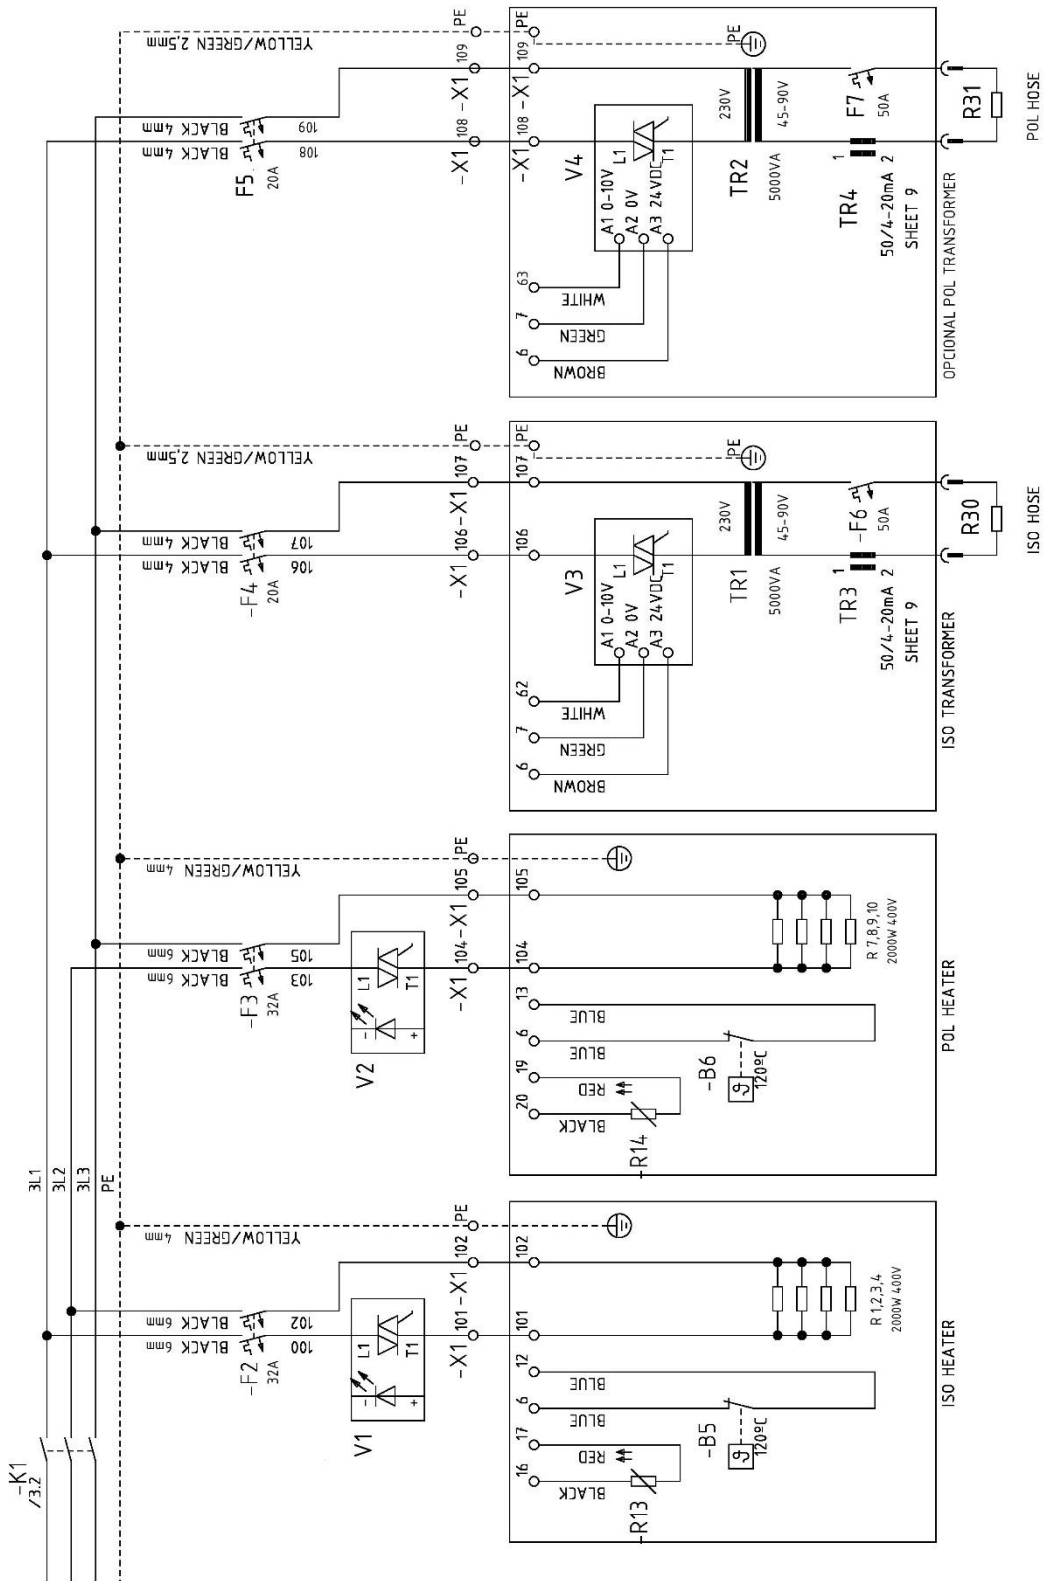 -K1
/3.2
3L1
3L2
3L3
PE
BLACK 6mm
BLACK 6mm
-F2
32A
100
102
YELLOW/GREEN 4mm
V1
L1
T1
-
+
-X1
101
-X1
102
PE
16
17
6
12
101
102
BLACK
RED
BLUE
BLUE
-R13
-B5
120ºC
R 1,2,3,4
2000W 400V
ISO HEATER
BLACK 6mm
BLACK 6mm
-F3
32A
103
105
YELLOW/GREEN 4mm
V2
L1
T1
-
+
-X1
104
-X1
105
PE
20
19
6
13
104
105
BLACK
RED
BLUE
BLUE
-R14
-B6
120ºC
R 7,8,9,10
2000W 400V
POL HEATER
BLACK 4mm
BLACK 4mm
-F4
20A
106
107
YELLOW/GREEN 2,5mm
-X1
106
-X1
107
PE
6
7
62
106
107
PE
BROWN
GREEN
WHITE
V3
A1 0-10V
A2 0V
A3 24VDC
L1
T1
PE
TR1
5000VA
230V
45-90V
TR3
1
2
50/4-20mA
SHEET 9
-F6
50A
ISO TRANSFORMER
R30
ISO HOSE
BLACK 4mm
BLACK 4mm
F5
20A
108
109
YELLOW/GREEN 2,5mm
-X1
108
-X1
109
PE
6
7
63
-X1
108
-X1
109
PE
BROWN
GREEN
WHITE
V4
A1 0-10V
A2 0V
A3 24VDC
L1
T1
PE
TR2
5000VA
230V
45-90V
TR4
1
2
50/4-20mA
SHEET 9
F7
50A
OPCIONAL POL TRANSFORMER
R31
POL HOSE